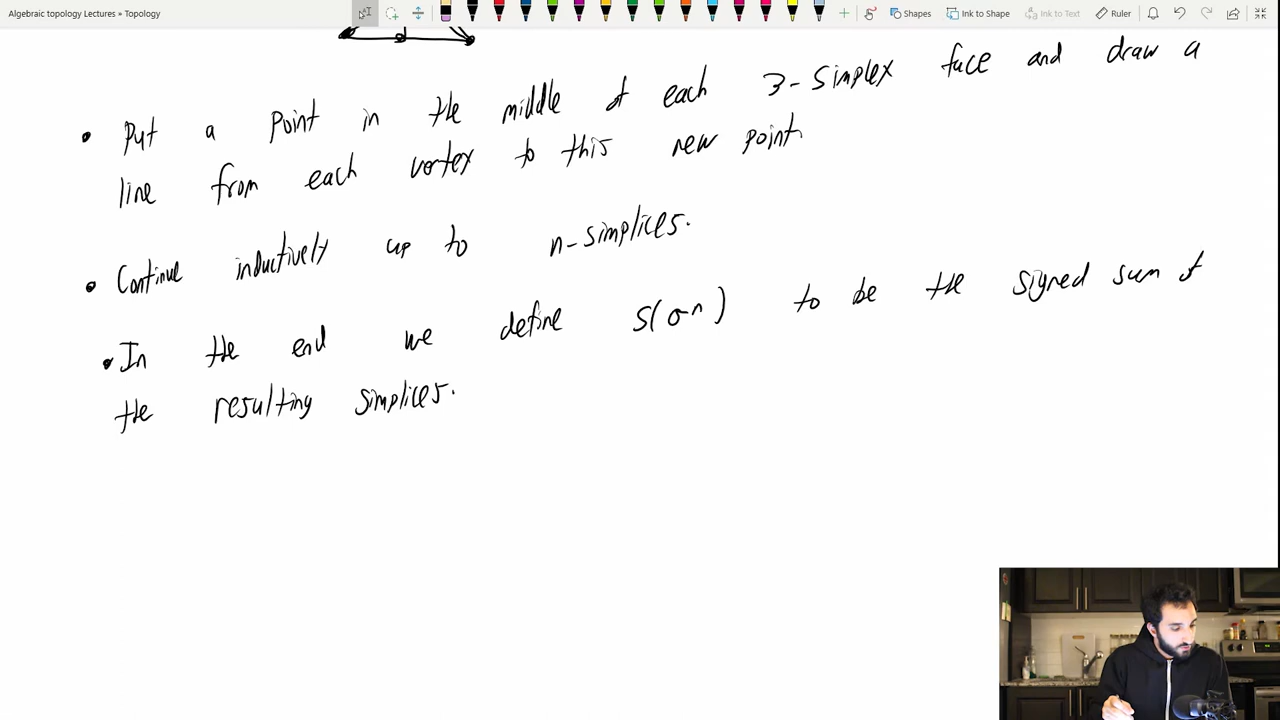 Algebraic topology Lectures » Topology
Shapes Ink to Shape Ink to Text Ruler
• Put a point in the middle of each 3-simplex face and draw a
line from each vertex to this new point
• Continue inductively up to n-simplices.
• In the end we define S(σⁿ) to be the signed sum of
the resulting simplices.